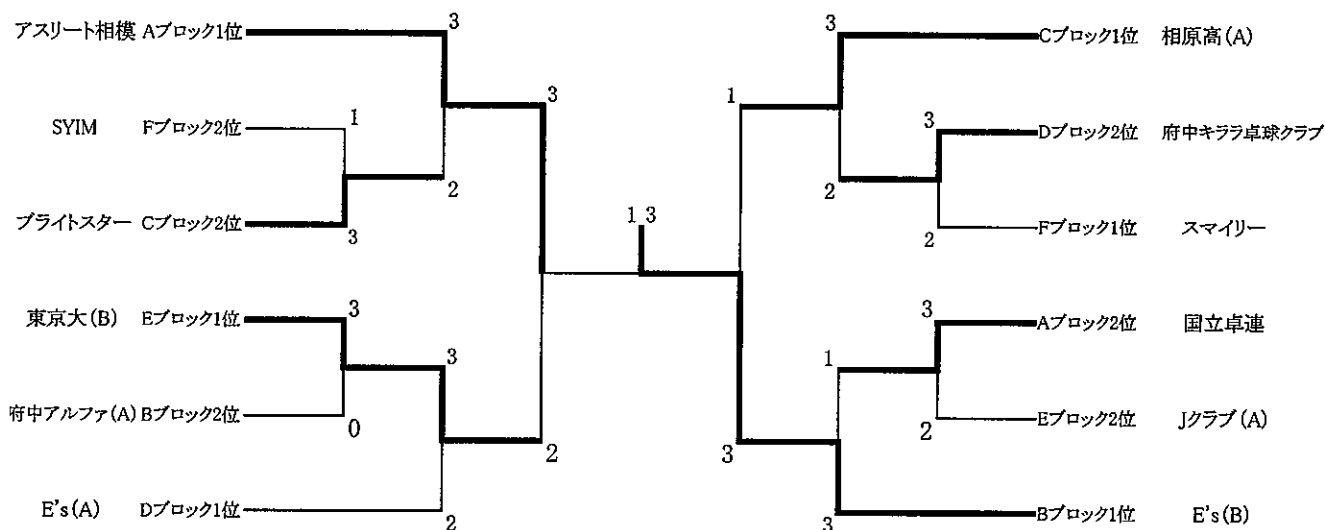 アスリート相模 Aブロック1位 3
3 Cブロック1位 相原高(A)
3
1
SYIM Fブロック2位 1
3 Dブロック2位 府中キララ卓球クラブ
2
2
ブライトスター Cブロック2位 3
1 3
2 Fブロック1位 スマイリー
東京大(B) Eブロック1位 3
3 Aブロック2位 国立卓連
3
1
府中アルファ(A) Bブロック2位 0
2 Eブロック2位 Jクラブ(A)
2
3
E's(A) Dブロック1位 2
3 Bブロック1位 E's(B)